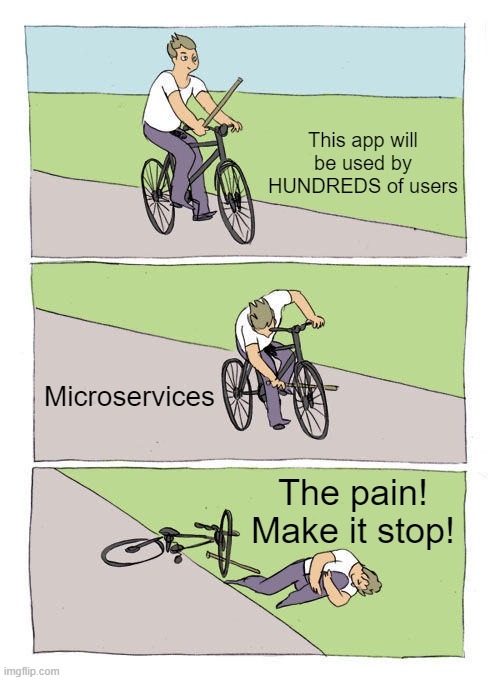 This app will
be used by
HUNDREDS of users
Microservices
The pain!
Make it stop!
imgflip.com